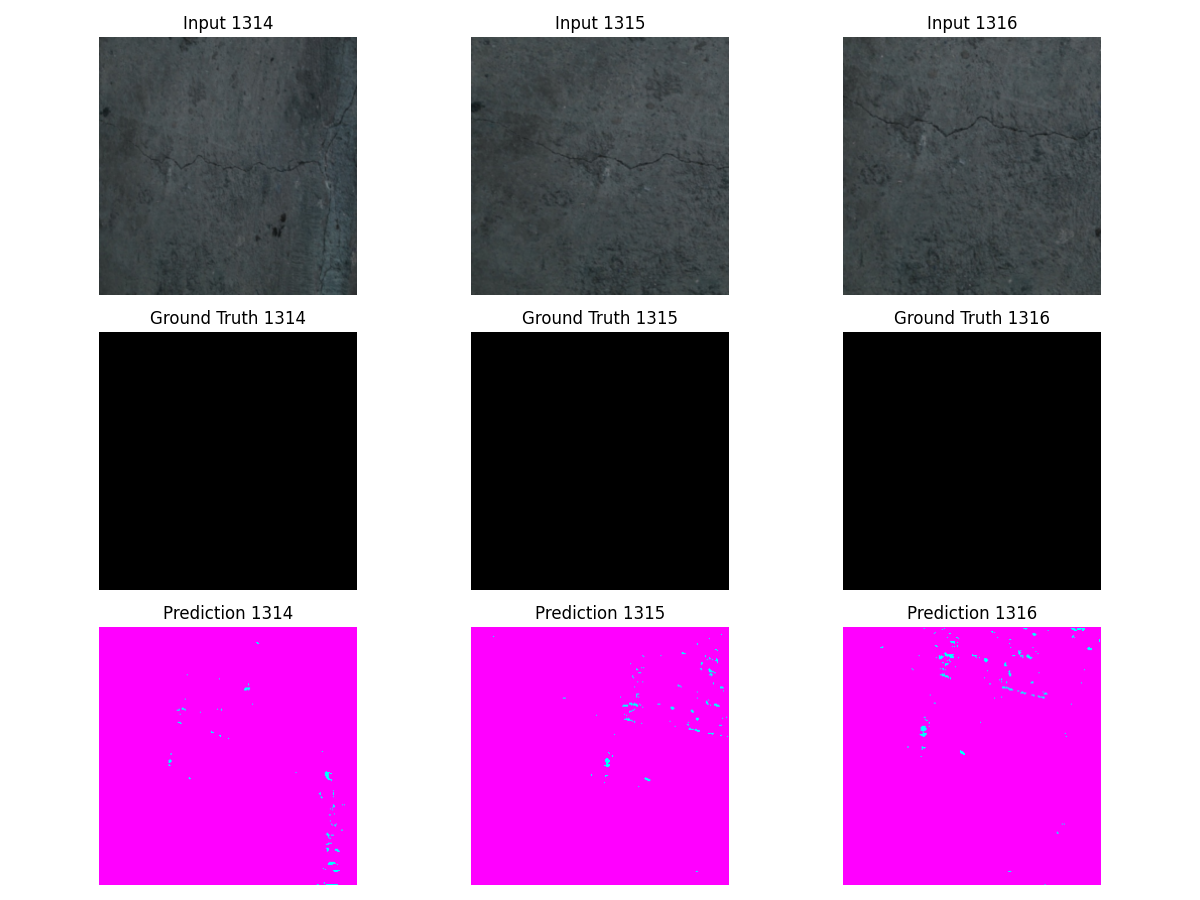 Input 1314
Input 1315
Input 1316
Ground Truth 1314
Ground Truth 1315
Ground Truth 1316
Prediction 1314
Prediction 1315
Prediction 1316